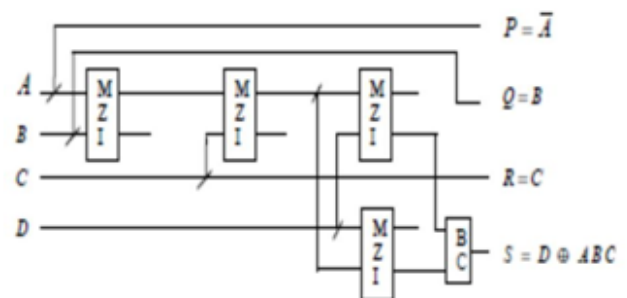 P = A̅
A M Z I M Z I M Z I Q = B
B
C R = C
D M Z I B C S = D ⊕ ABC